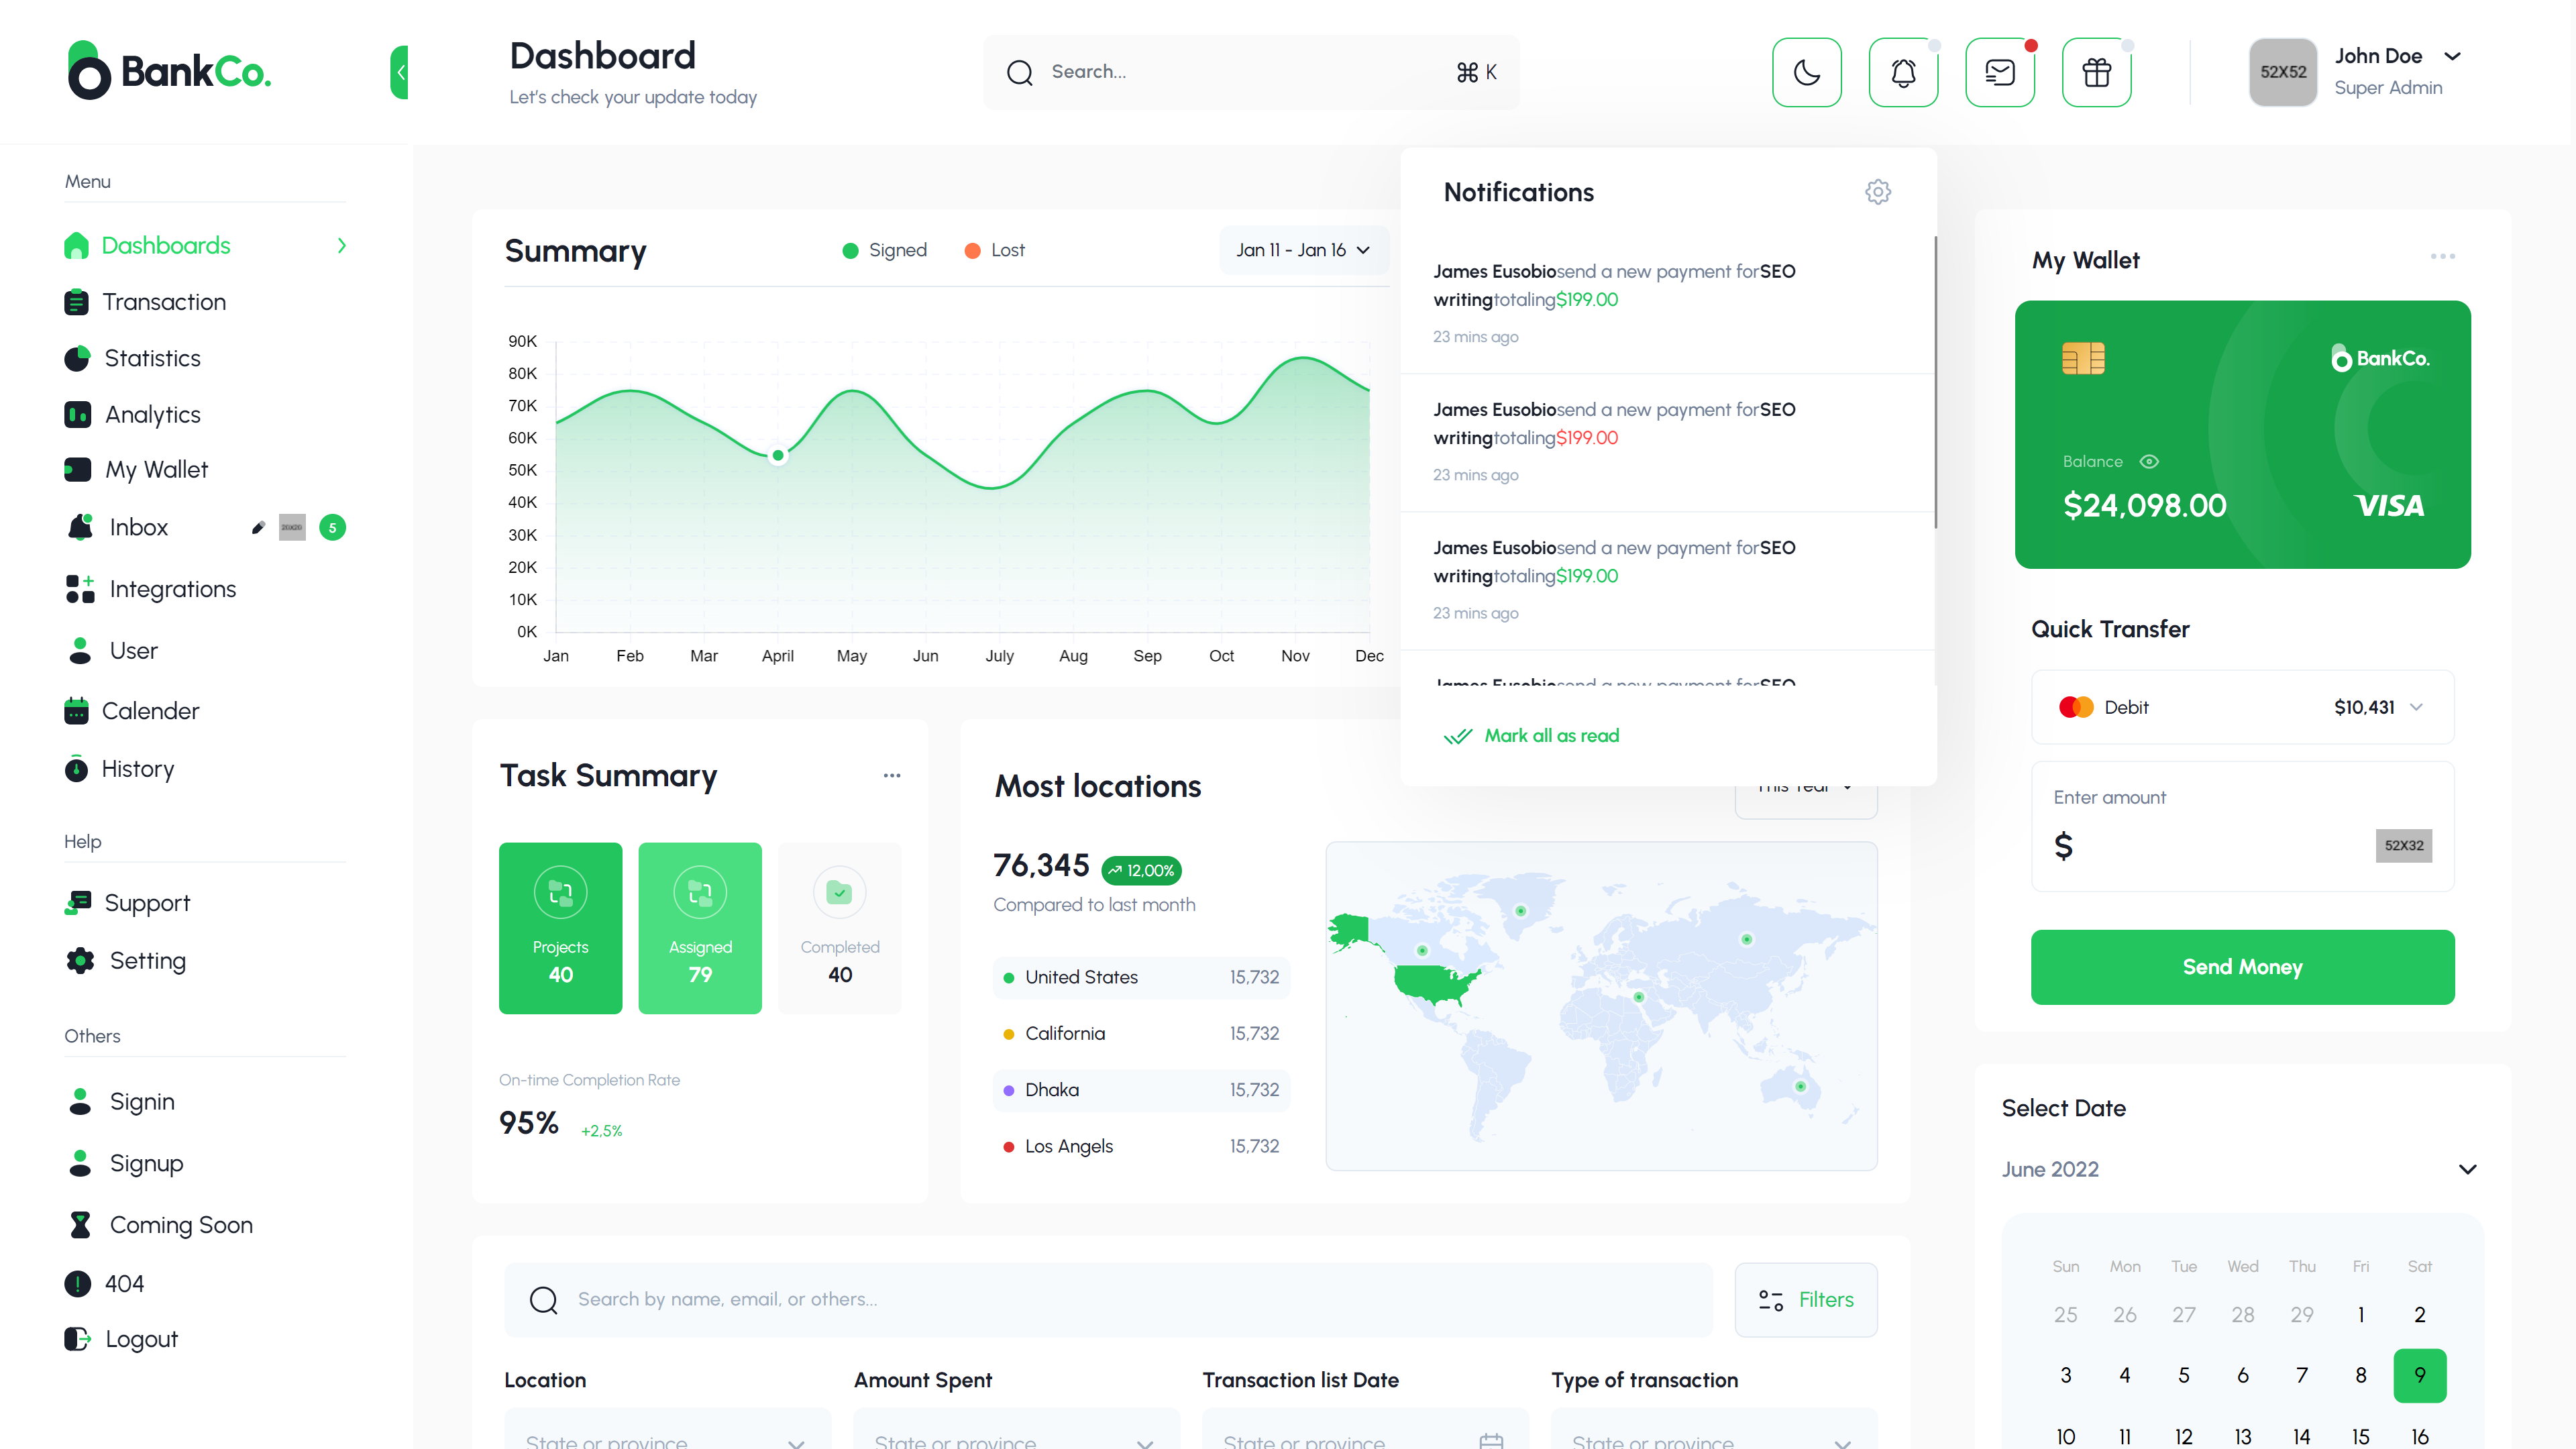 BankCo.
Dashboard
Let's check your update today
Search...
⌘ K
52X52
John Doe
Super Admin
Menu
Dashboards
Transaction
Statistics
Analytics
My Wallet
Inbox
20X20
5
Integrations
User
Calender
History
Help
Support
Setting
Others
Signin
Signup
Coming Soon
404
Logout
Summary
Signed
Lost
Jan 11 - Jan 16
90K
80K
70K
60K
50K
40K
30K
20K
10K
0K
Jan Feb Mar April May Jun July Aug Sep Oct Nov Dec
Notifications
James Eusobiosend a new payment forSEO
writingtotaling$199.00
23 mins ago
James Eusobiosend a new payment forSEO
writingtotaling$199.00
23 mins ago
James Eusobiosend a new payment forSEO
writingtotaling$199.00
23 mins ago
James Eusobiosend a new payment forSEO
Mark all as read
Task Summary
Projects
40
Assigned
79
Completed
40
On-time Completion Rate
95%
+2,5%
Most locations
This Year
76,345
12,00%
Compared to last month
United States 15,732
California 15,732
Dhaka 15,732
Los Angels 15,732
Search by name, email, or others...
Filters
Location
Amount Spent
Transaction list Date
Type of transaction
State or province
State or province
State or province
State or province
My Wallet
BankCo.
Balance
$24,098.00
VISA
Quick Transfer
Debit
$10,431
Enter amount
$
52X32
Send Money
Select Date
June 2022
Sun Mon Tue Wed Thu Fri Sat
25 26 27 28 29 1 2
3 4 5 6 7 8 9
10 11 12 13 14 15 16